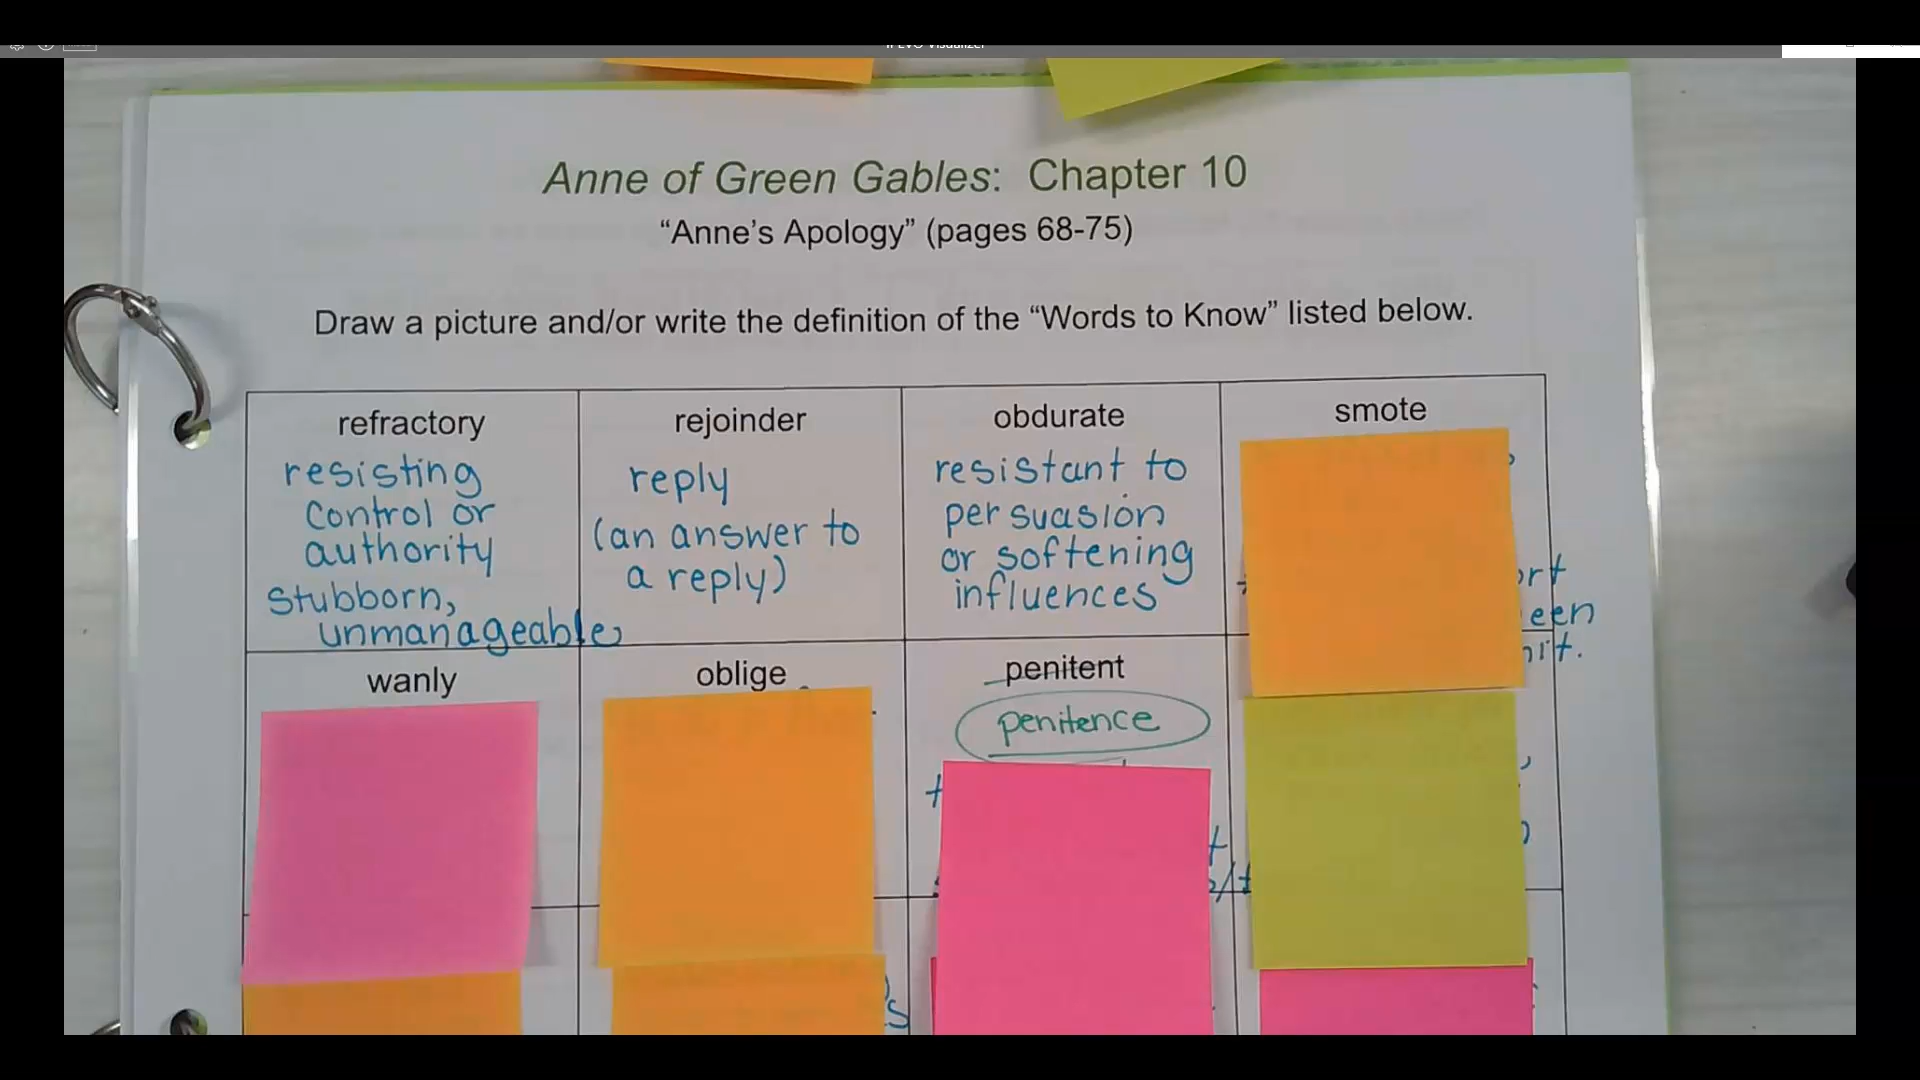 Anne of Green Gables: Chapter 10
“Anne’s Apology” (pages 68-75)
Draw a picture and/or write the definition of the “Words to Know” listed below.
refractory
resisting
control or
authority
stubborn,
unmanageable
rejoinder
reply
(an answer to
a reply)
obdurate
resistant to
persuasion
or softening
influences
smote
wanly
oblige
penitent
penitence